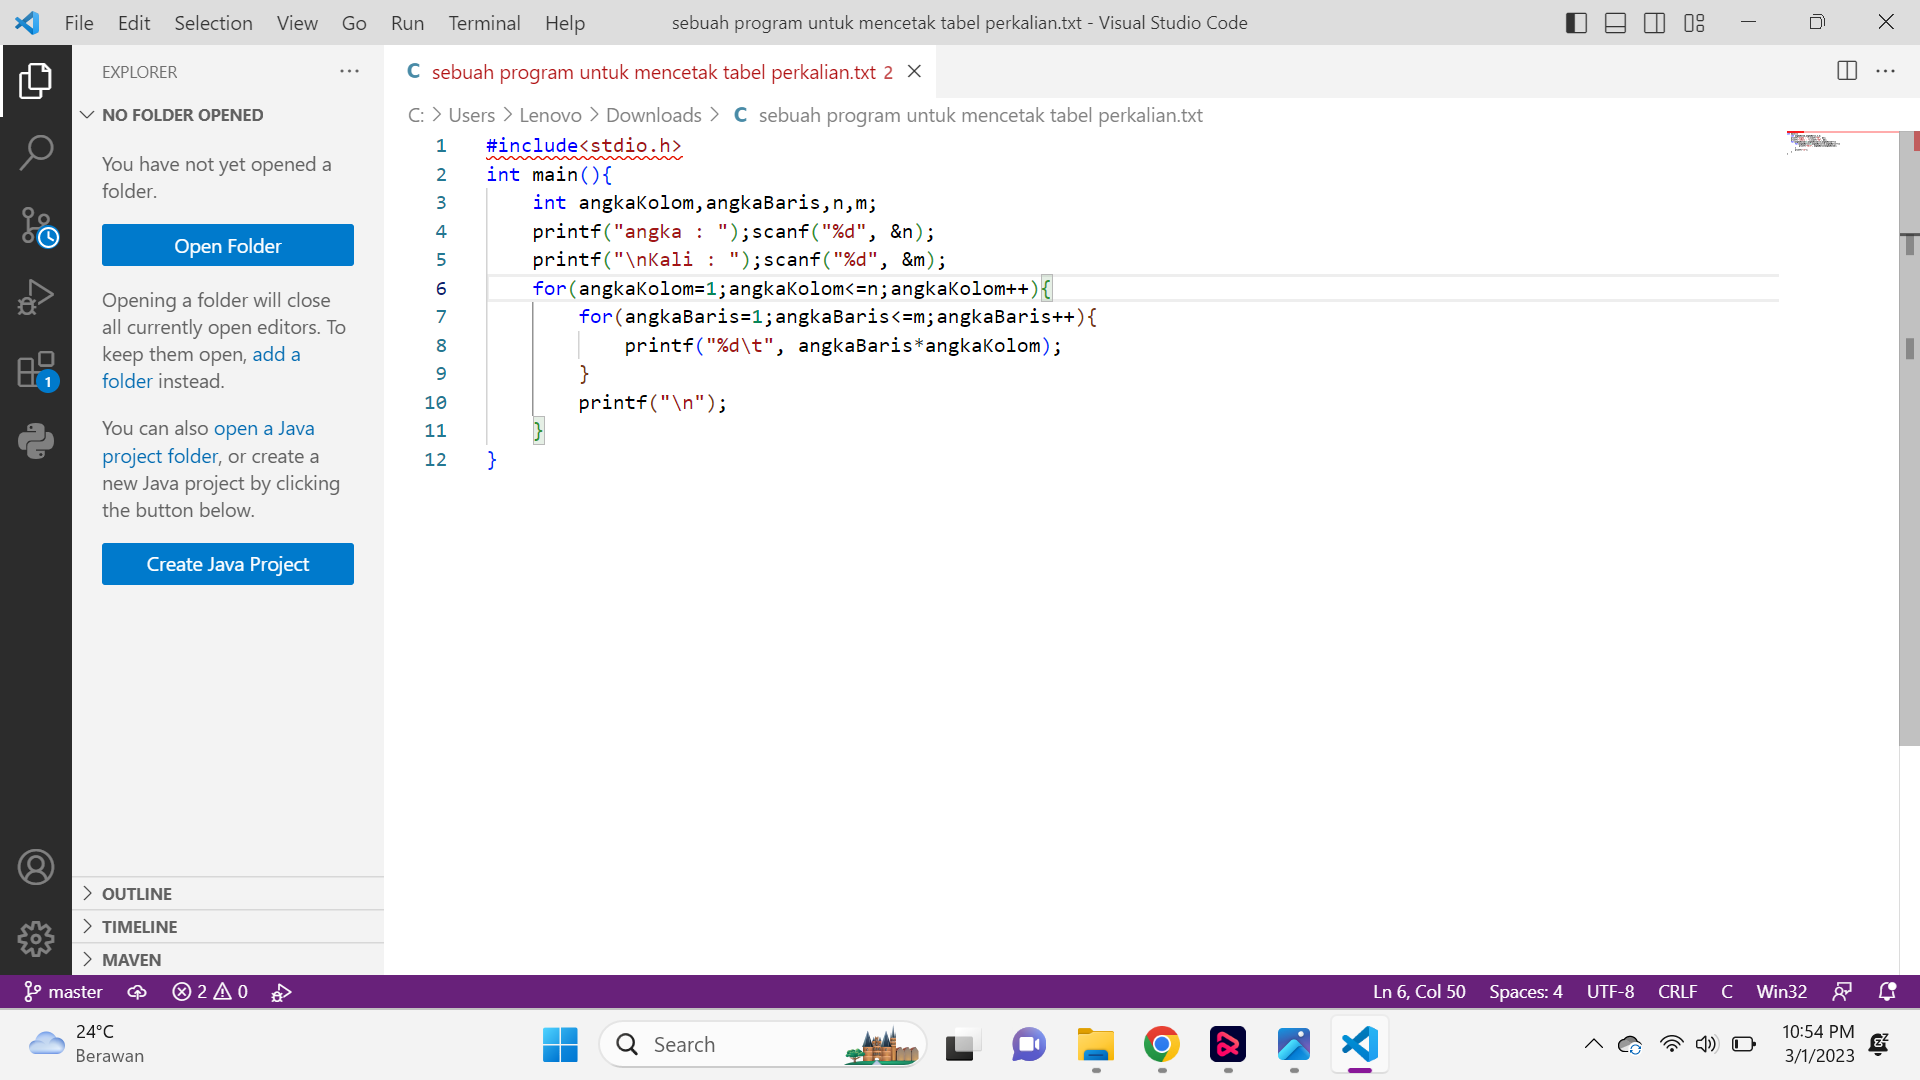 File Edit Selection View Go Run Terminal Help
sebuah program untuk mencetak tabel perkalian.txt - Visual Studio Code
EXPLORER
NO FOLDER OPENED
You have not yet opened a
folder.
Open Folder
Opening a folder will close
all currently open editors. To
keep them open, add a
folder instead.
You can also open a Java
project folder, or create a
new Java project by clicking
the button below.
Create Java Project
OUTLINE
TIMELINE
MAVEN
1
C sebuah program untuk mencetak tabel perkalian.txt 2
C: > Users > Lenovo > Downloads > C sebuah program untuk mencetak tabel perkalian.txt
1 #include<stdio.h>
2 int main(){
3     int angkaKolom,angkaBaris,n,m;
4     printf("angka : ");scanf("%d", &n);
5     printf("\nKali : ");scanf("%d", &m);
6     for(angkaKolom=1;angkaKolom<=n;angkaKolom++){
7         for(angkaBaris=1;angkaBaris<=m;angkaBaris++){
8             printf("%d\t", angkaBaris*angkaKolom);
9         }
10         printf("\n");
11     }
12 }
master 2 0 Ln 6, Col 50 Spaces: 4 UTF-8 CRLF C Win32
24°C
Berawan
Search
10:54 PM
3/1/2023